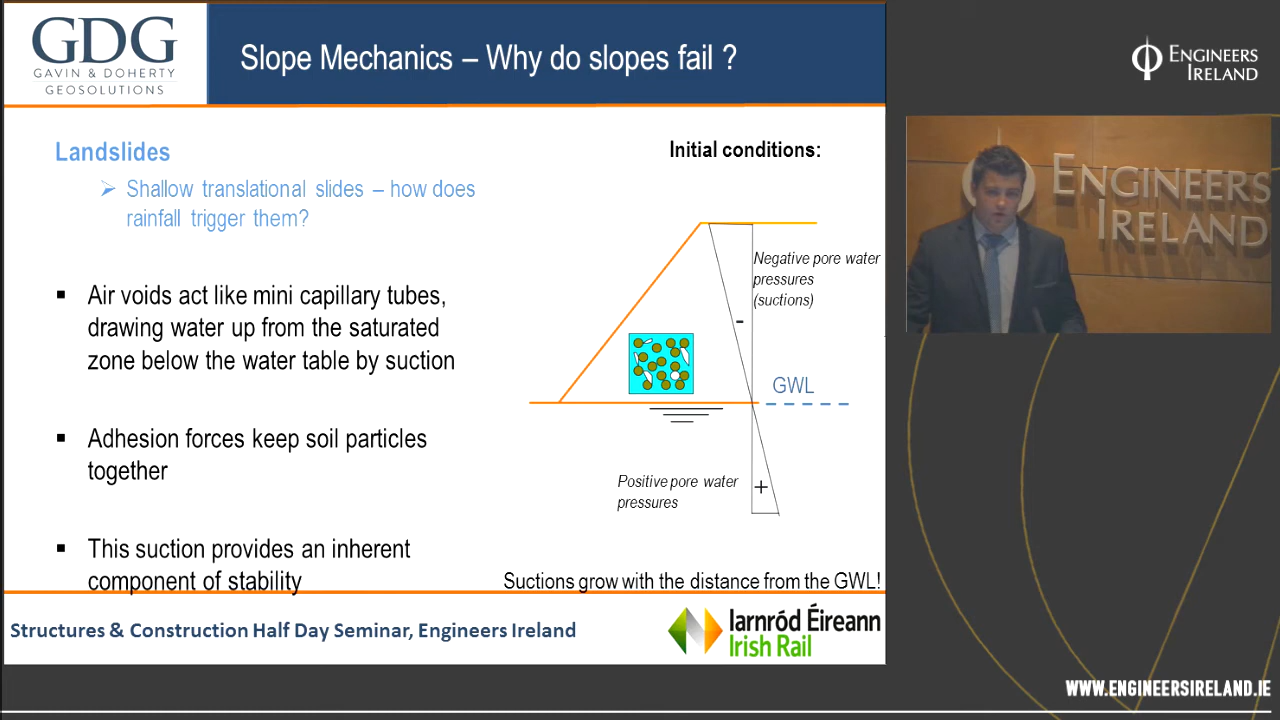 GDG
GAVIN & DOHERTY
GEOSOLUTIONS
Slope Mechanics – Why do slopes fail ?
ENGINEERS
IRELAND
Landslides
➢ Shallow translational slides – how does
rainfall trigger them?
▪ Air voids act like mini capillary tubes,
drawing water up from the saturated
zone below the water table by suction
▪ Adhesion forces keep soil particles
together
▪ This suction provides an inherent
component of stability
Initial conditions:
Negative pore water
pressures
(suctions)
-
GWL
Positive pore water
pressures
+
Suctions grow with the distance from the GWL!
ENGINEERS
IRELAND
Structures & Construction Half Day Seminar, Engineers Ireland
Iarnród Éireann
Irish Rail
WWW.ENGINEERSIRELAND.IE